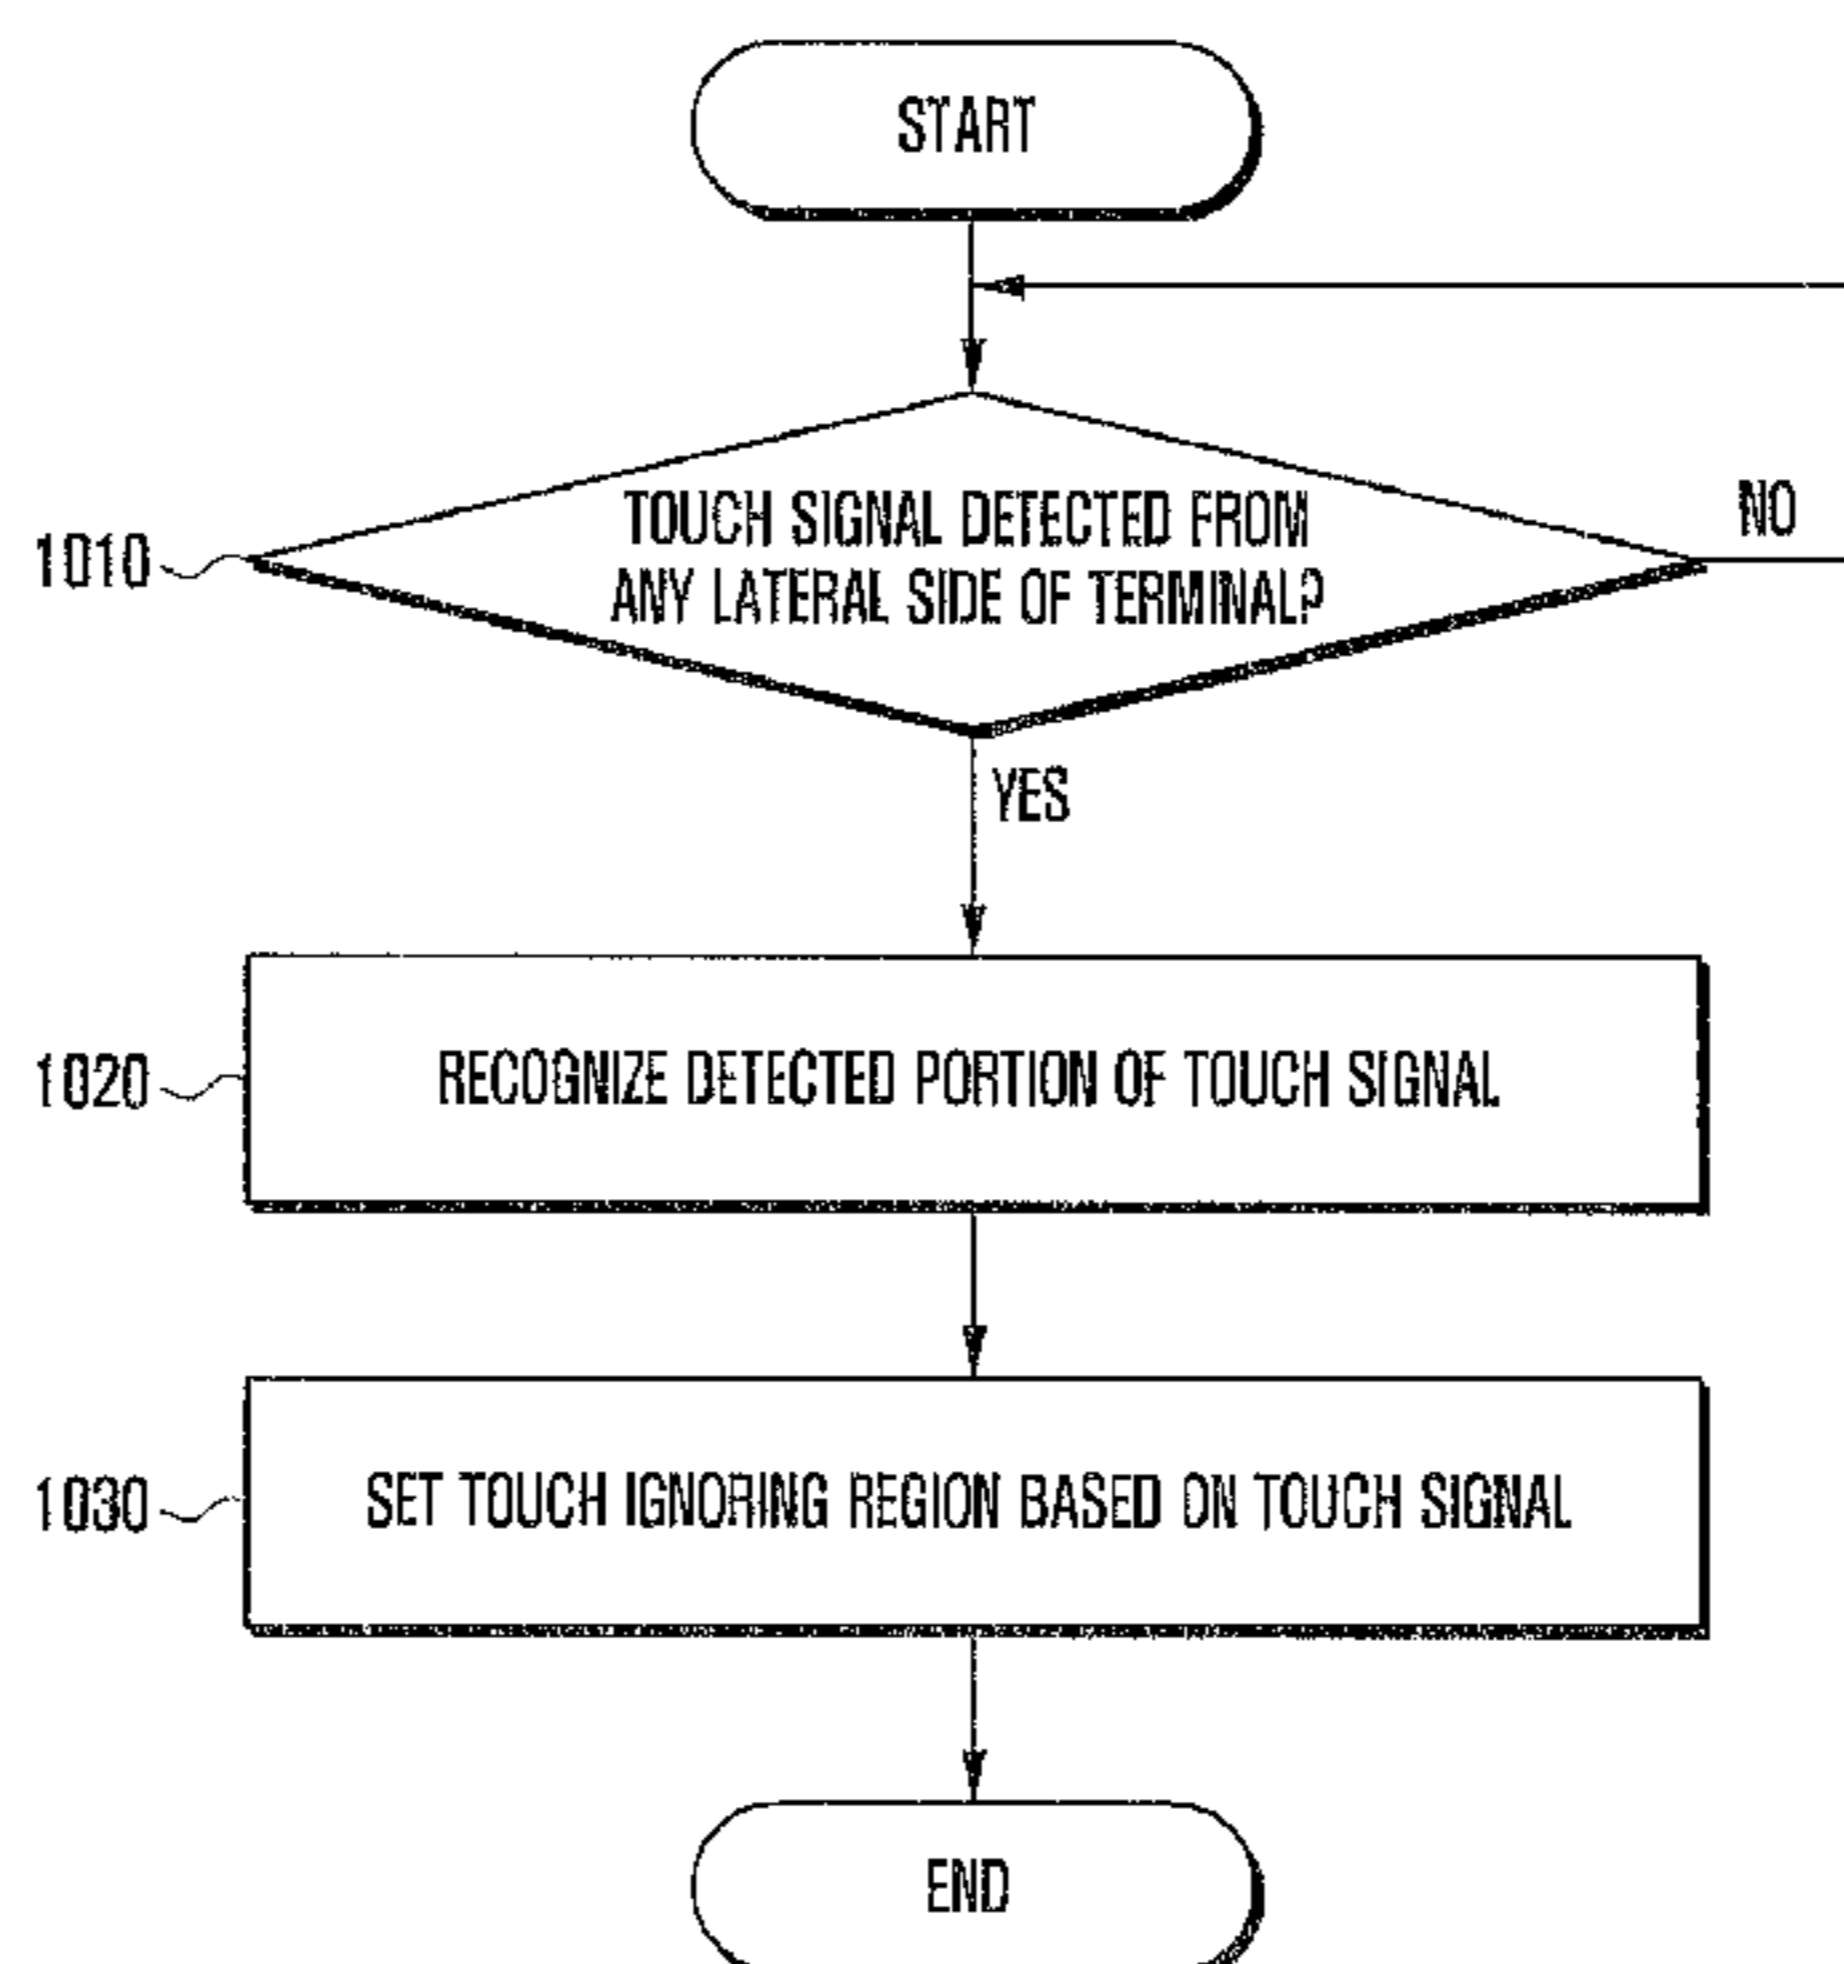 START
TOUCH SIGNAL DETECTED FROM
ANY LATERAL SIDE OF TERMINAL?
NO
1010
YES
1020
RECOGNIZE DETECTED PORTION OF TOUCH SIGNAL
1030
SET TOUCH IGNORING REGION BASED ON TOUCH SIGNAL
END